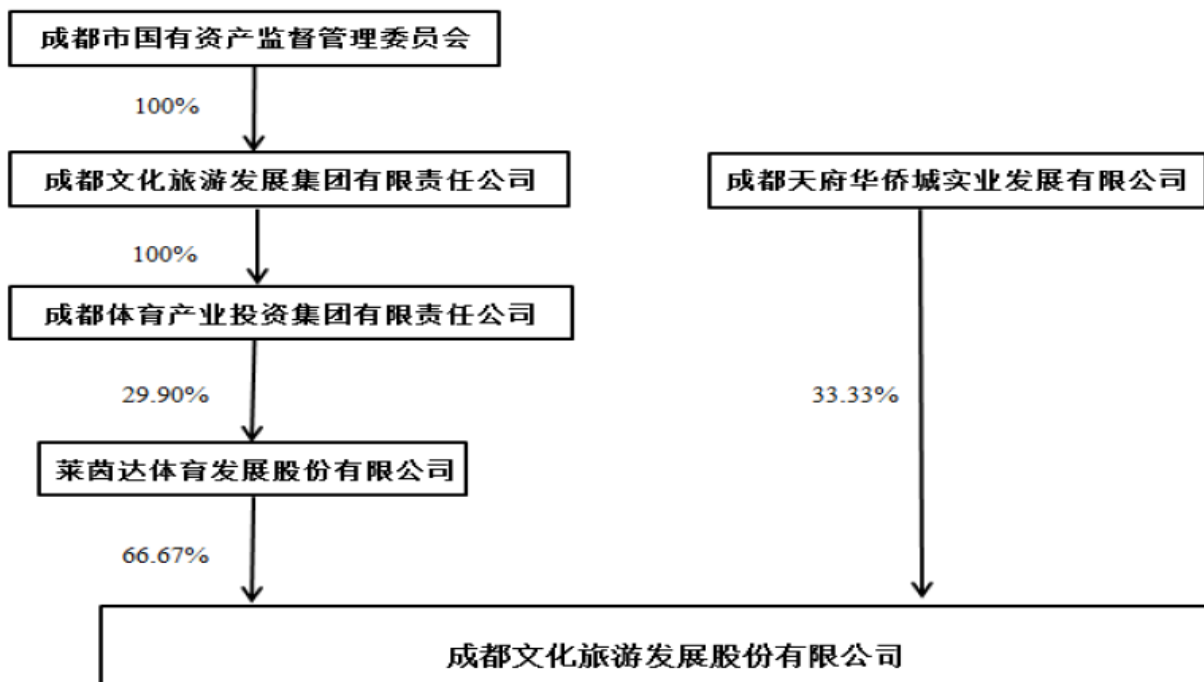 成都市国有资产监督管理委员会
100%
成都文化旅游发展集团有限责任公司
成都天府华侨城实业发展有限公司
100%
成都体育产业投资集团有限责任公司
29.90%
33.33%
莱茵达体育发展股份有限公司
66.67%
成都文化旅游发展股份有限公司